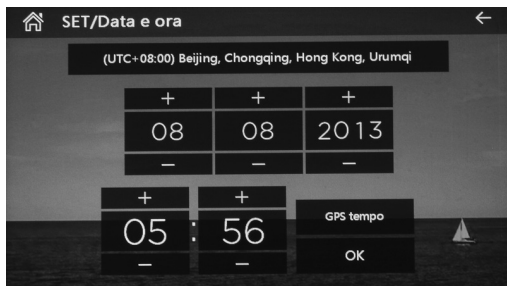 SET/Data e ora
(UTC+08:00) Beijing, Chongqing, Hong Kong, Urumqi
+ + +
08 08 2013
− − −
+ +
05 : 56
− −
GPS tempo
OK